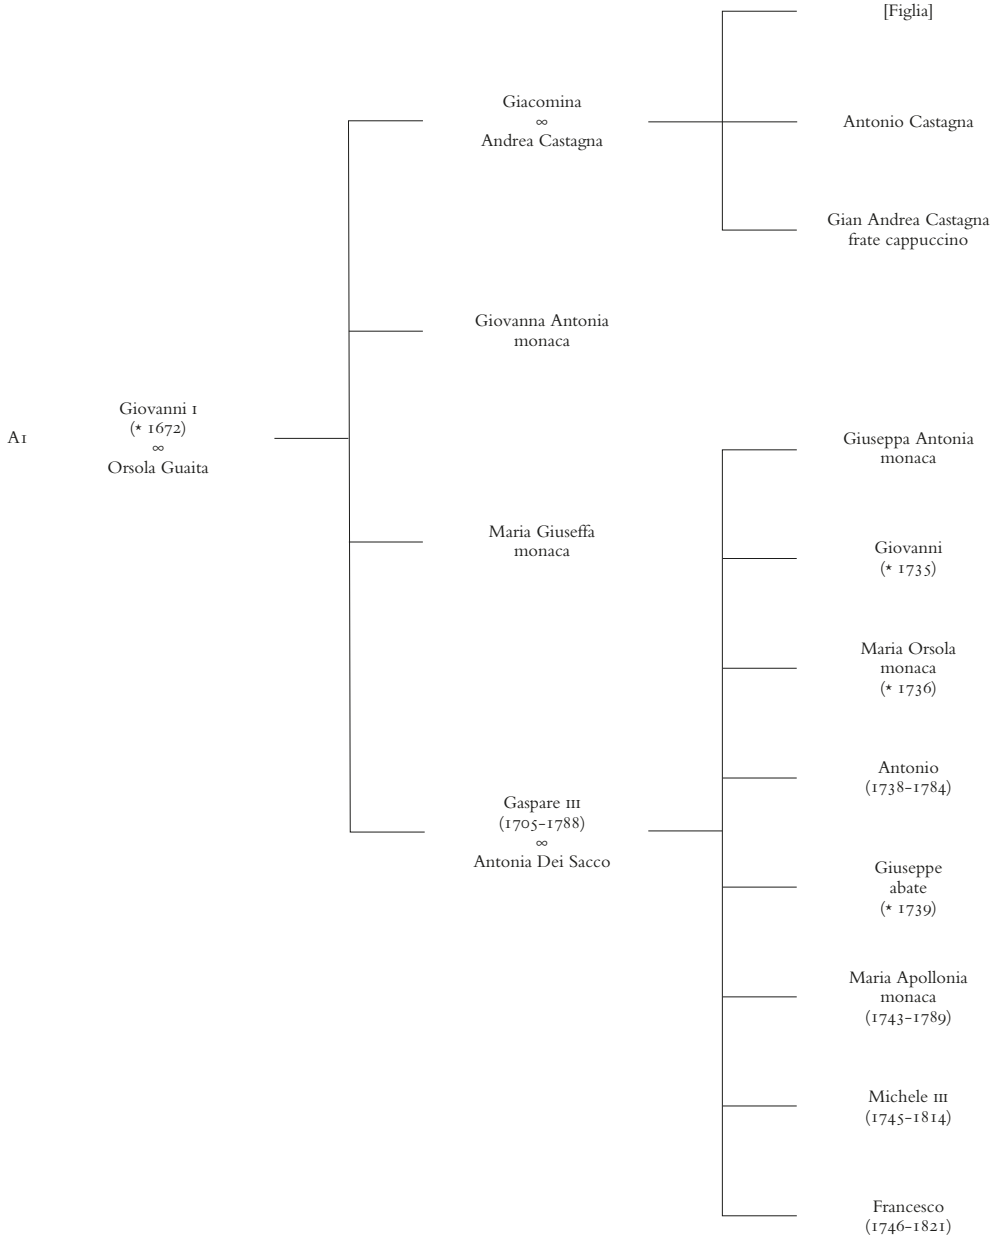 [Figlia]
Giacomina
∞
Andrea Castagna
Antonio Castagna
Gian Andrea Castagna
frate cappuccino
Giovanna Antonia
monaca
A1
Giovanni I
(* 1672)
∞
Orsola Guaita
Giuseppa Antonia
monaca
Maria Giuseffa
monaca
Giovanni
(* 1735)
Maria Orsola
monaca
(* 1736)
Antonio
(1738-1784)
Gaspare III
(1705-1788)
∞
Antonia Dei Sacco
Giuseppe
abate
(* 1739)
Maria Apollonia
monaca
(1743-1789)
Michele III
(1745-1814)
Francesco
(1746-1821)